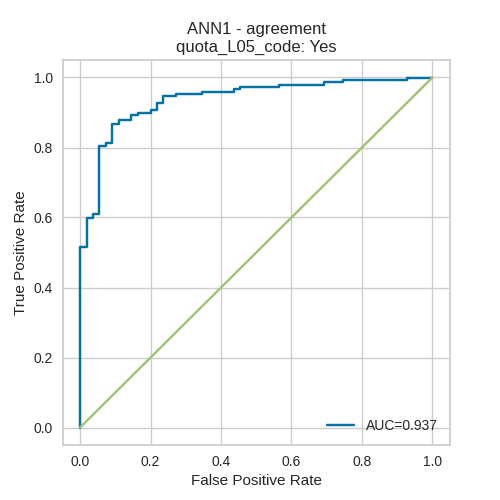 ANN1 - agreement
quota_L05_code: Yes
1.0
0.8
0.6
0.4
0.2
0.0
True Positive Rate
AUC=0.937
0.0 0.2 0.4 0.6 0.8 1.0
False Positive Rate